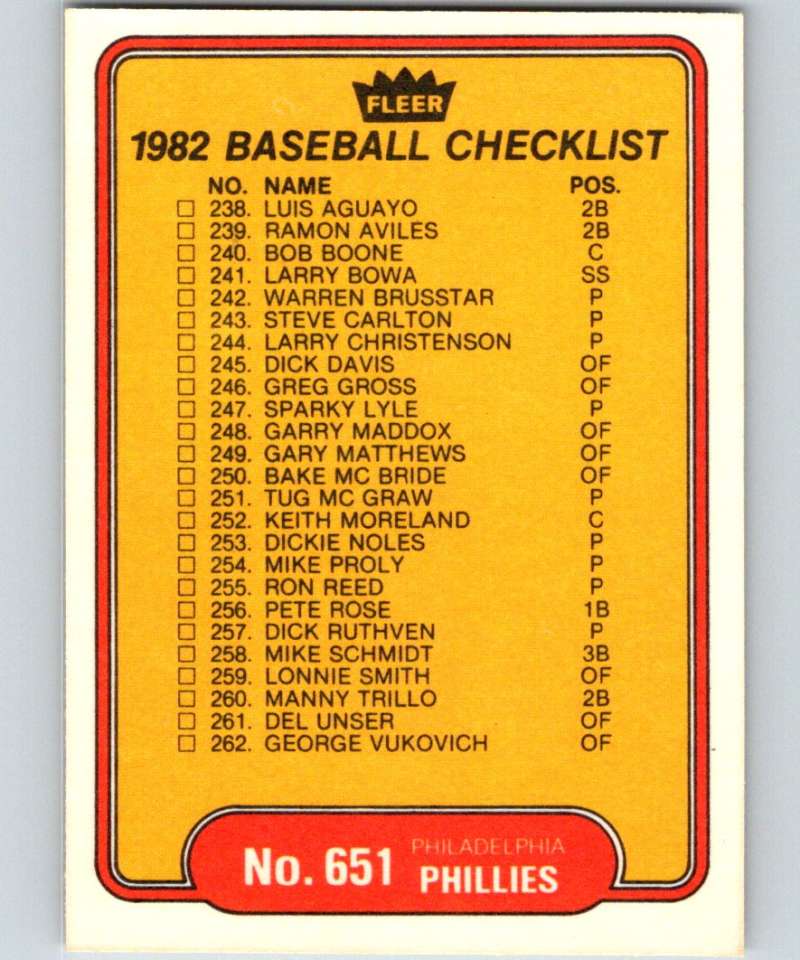 FLEER
1982 BASEBALL CHECKLIST
NO. NAME POS.
238. LUIS AGUAYO 2B
239. RAMON AVILES 2B
240. BOB BOONE C
241. LARRY BOWA SS
242. WARREN BRUSSTAR P
243. STEVE CARLTON P
244. LARRY CHRISTENSON P
245. DICK DAVIS OF
246. GREG GROSS OF
247. SPARKY LYLE P
248. GARRY MADDOX OF
249. GARY MATTHEWS OF
250. BAKE MC BRIDE OF
251. TUG MC GRAW P
252. KEITH MORELAND C
253. DICKIE NOLES P
254. MIKE PROLY P
255. RON REED P
256. PETE ROSE 1B
257. DICK RUTHVEN P
258. MIKE SCHMIDT 3B
259. LONNIE SMITH OF
260. MANNY TRILLO 2B
261. DEL UNSER OF
262. GEORGE VUKOVICH OF
No. 651 PHILADELPHIA
PHILLIES